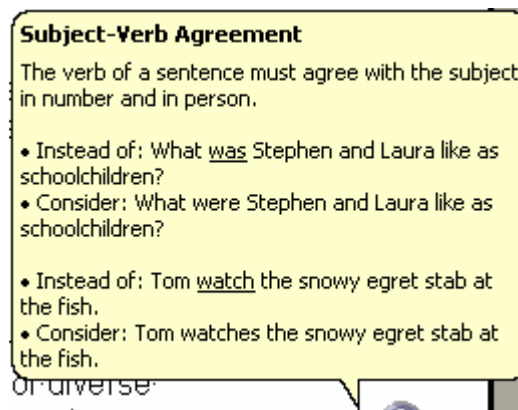 Subject-Verb Agreement
The verb of a sentence must agree with the subject
in number and in person.
• Instead of: What was Stephen and Laura like as
schoolchildren?
• Consider: What were Stephen and Laura like as
schoolchildren?
• Instead of: Tom watch the snowy egret stab at
the fish.
• Consider: Tom watches the snowy egret stab at
the fish.
or·diverse·